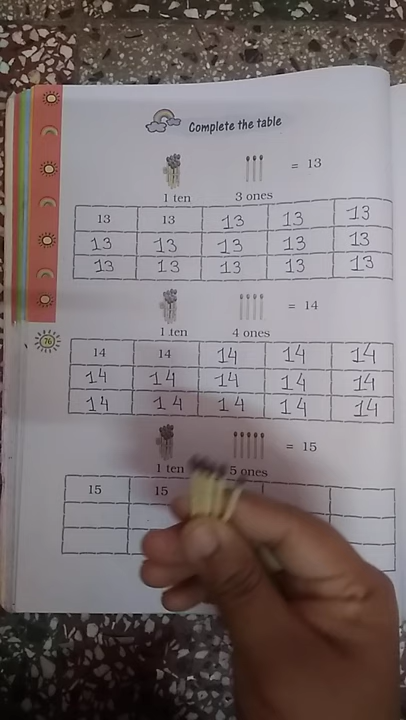 Complete the table
= 13
1 ten 3 ones
13 13 13 13 13
13 13 13 13 13
13 13 13 13 13
= 14
1 ten 4 ones
76
14 14 14 14 14
14 14 14 14 14
14 14 14 14 14
= 15
1 ten 5 ones
15 15